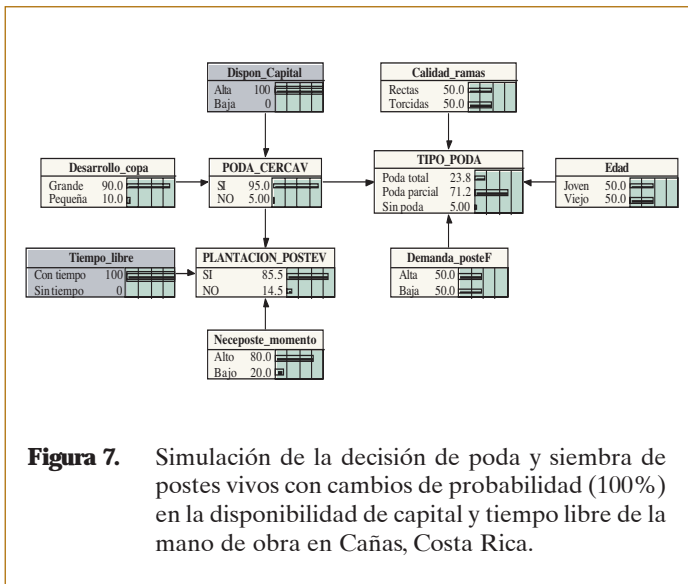 Dispon_Capital
Alta 100
Baja 0
Calidad_ramas
Rectas 50.0
Torcidas 50.0
Desarrollo_copa
Grande 90.0
Pequeña 10.0
PODA_CERCAV
SI 95.0
NO 5.00
TIPO_PODA
Poda total 23.8
Poda parcial 71.2
Sin poda 5.00
Edad
Joven 50.0
Viejo 50.0
Tiempo_libre
Con tiempo 100
Sin tiempo 0
PLANTACION_POSTEV
SI 85.5
NO 14.5
Demanda_posteF
Alta 50.0
Baja 50.0
Neceposte_momento
Alto 80.0
Bajo 20.0
Figura 7. Simulación de la decisión de poda y siembra de
postes vivos con cambios de probabilidad (100%)
en la disponibilidad de capital y tiempo libre de la
mano de obra en Cañas, Costa Rica.